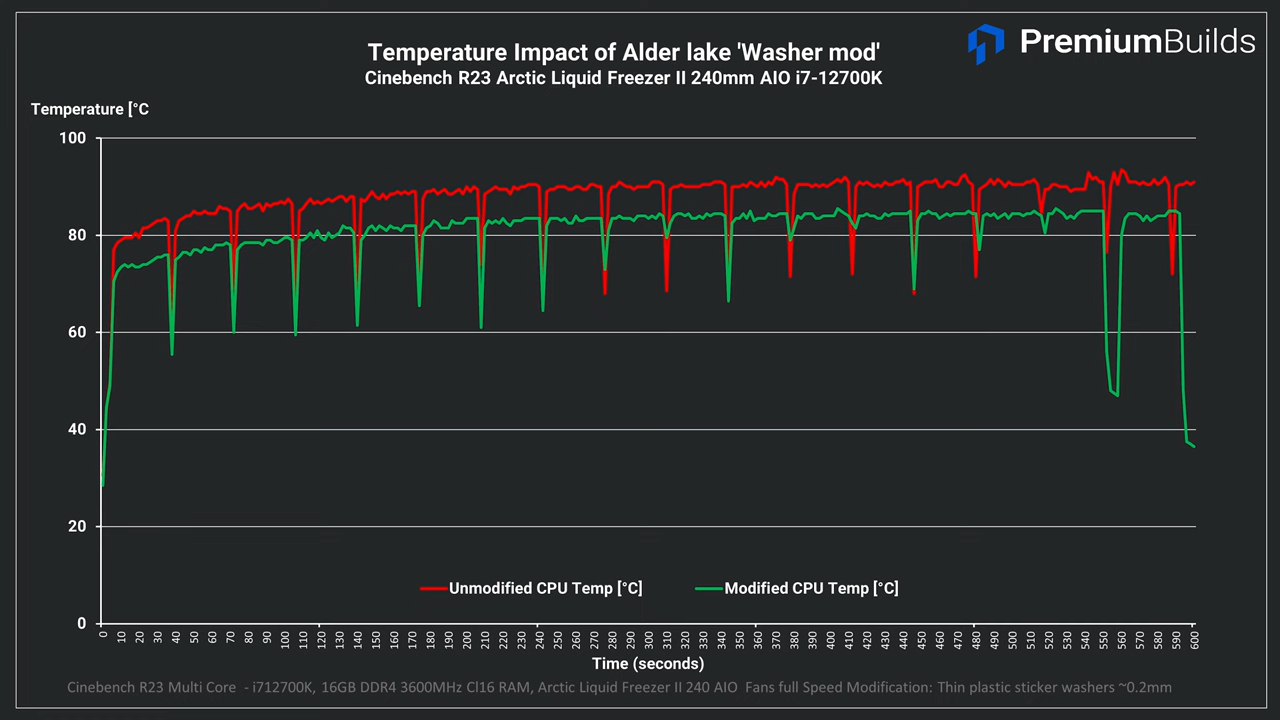 PremiumBuilds
Temperature Impact of Alder lake 'Washer mod'
Cinebench R23 Arctic Liquid Freezer II 240mm AIO i7-12700K
Temperature [°C
100
80
60
40
20
0
Unmodified CPU Temp [°C] Modified CPU Temp [°C]
0 10 20 30 40 50 60 70 80 90 100 110 120 130 140 150 160 170 180 190 200 210 220 230 240 250 260 270 280 290 300 310 320 330 340 350 360 370 380 390 400 410 420 430 440 450 460 470 480 490 500 510 520 530 540 550 560 570 580 590 600
Time (seconds)
Cinebench R23 Multi Core - i712700K, 16GB DDR4 3600MHz Cl16 RAM, Arctic Liquid Freezer II 240 AIO Fans full Speed Modification: Thin plastic sticker washers ~0.2mm